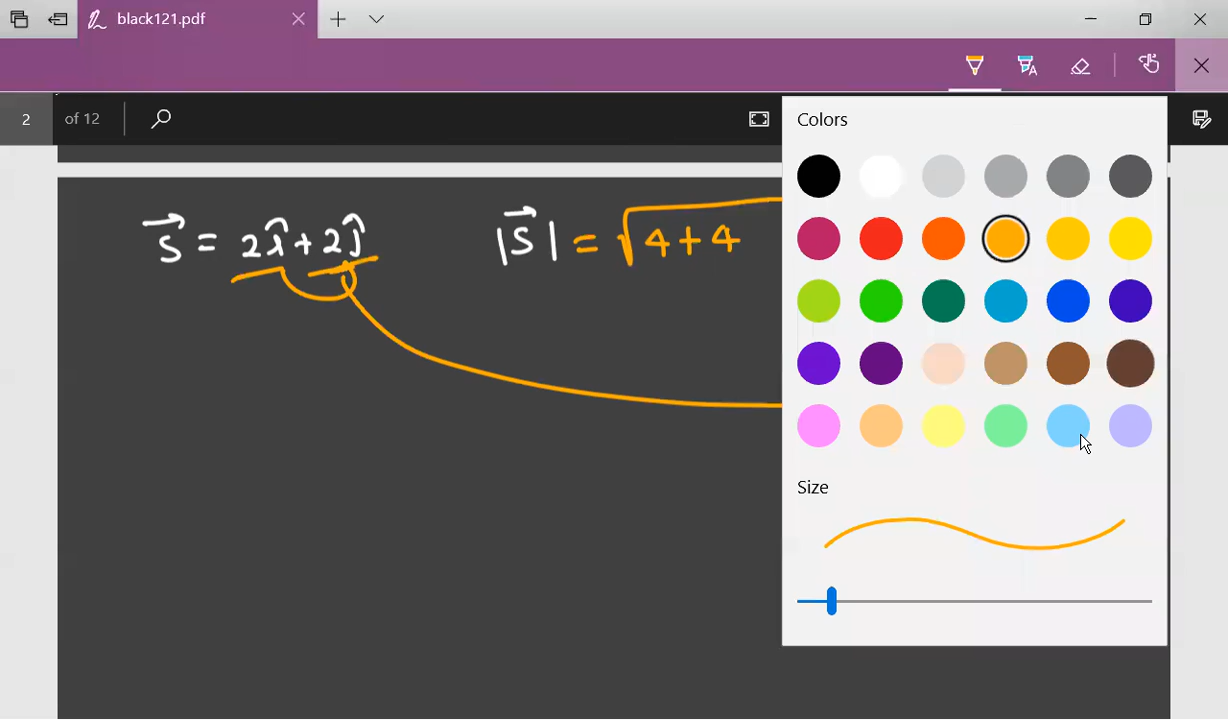 black121.pdf
2 of 12
Colors
S⃗ = 2î + 2ĵ
|S⃗| = √4+4
Size